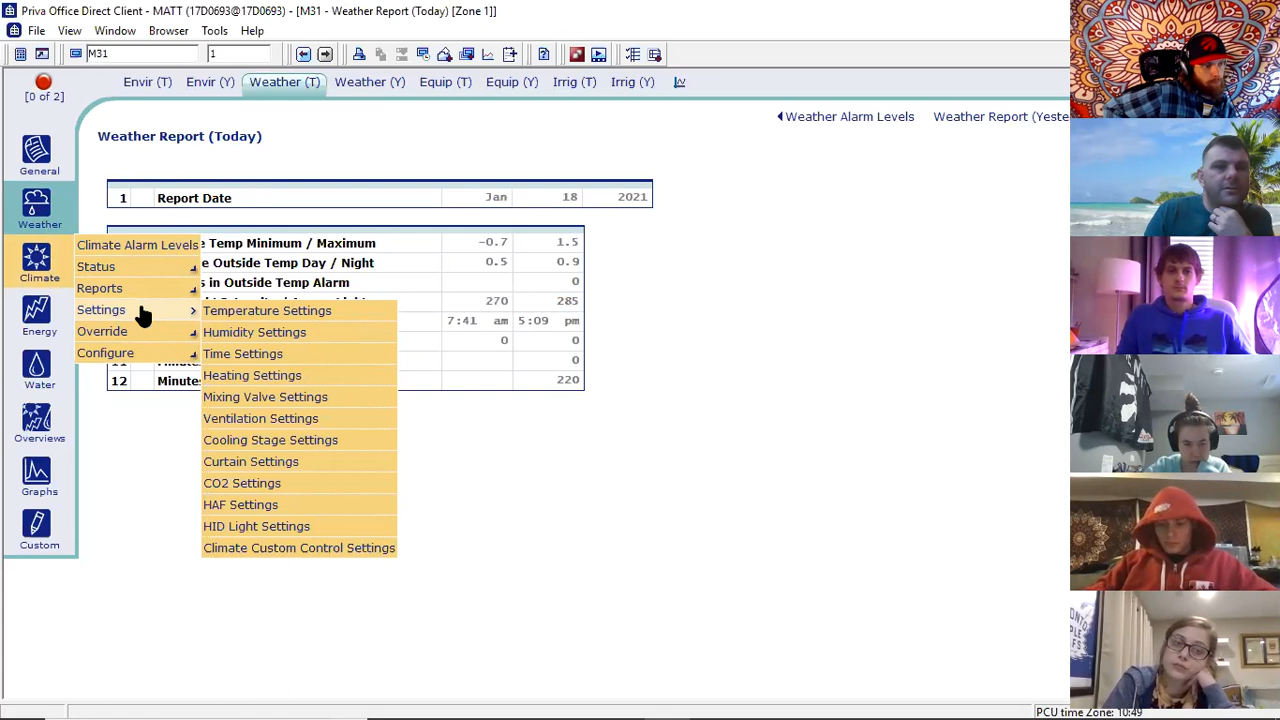 Priva Office Direct Client - MATT (17D0693@17D0693) - [M31 - Weather Report (Today) [Zone 1]]
File View Window Browser Tools Help
M31 1
[0 of 2]
Envir (T) Envir (Y) Weather (T) Weather (Y) Equip (T) Equip (Y) Irrig (T) Irrig (Y)
Weather Alarm Levels Weather Report (Yeste
Weather Report (Today)
1 Report Date Jan 18 2021
General
Weather
Climate
Energy
Water
Overviews
Graphs
Custom
Climate Alarm Levels
Status
Reports
Settings
Override
Configure
Temperature Settings
Humidity Settings
Time Settings
Heating Settings
Mixing Valve Settings
Ventilation Settings
Cooling Stage Settings
Curtain Settings
CO2 Settings
HAF Settings
HID Light Settings
Climate Custom Control Settings
e Temp Minimum / Maximum -0.7 1.5
e Outside Temp Day / Night 0.5 0.9
s in Outside Temp Alarm 0
270 285
7:41 am 5:09 pm
0 0
0
12 Minutes 220
PCU time Zone: 10:49